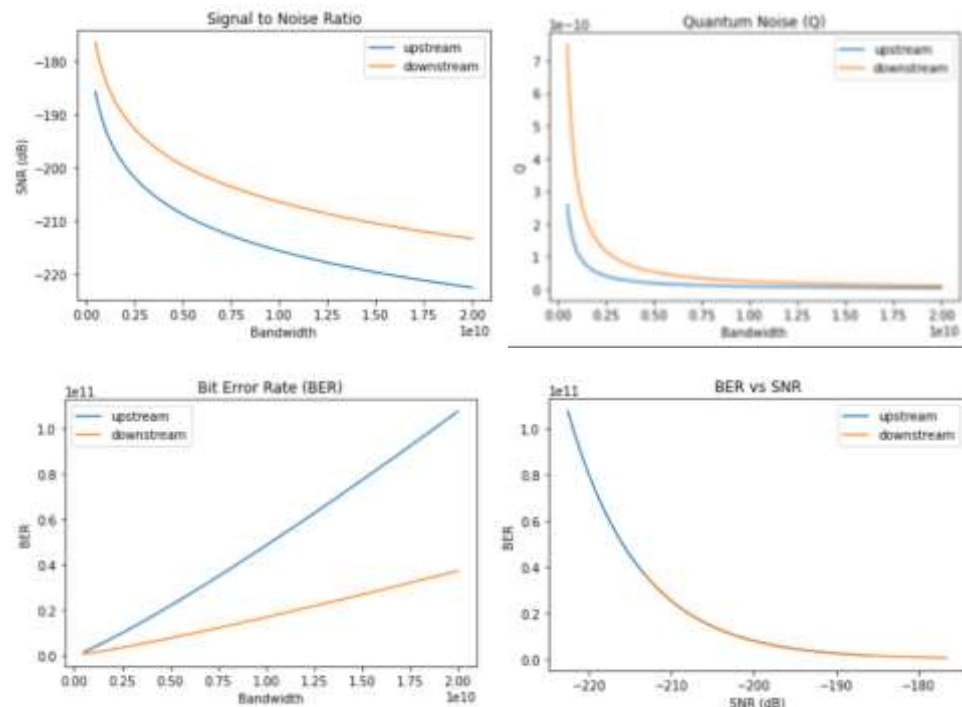 Signal to Noise Ratio
upstream
downstream
SNR (dB)
−180
−190
−200
−210
−220
0.00 0.25 0.50 0.75 1.00 1.25 1.50 1.75 2.00
Bandwidth
1e10
Quantum Noise (Q)
1e−10
upstream
downstream
Q
7
6
5
4
3
2
1
0
0.00 0.25 0.50 0.75 1.00 1.25 1.50 1.75 2.00
Bandwidth
1e10
Bit Error Rate (BER)
1e11
upstream
downstream
BER
1.0
0.8
0.6
0.4
0.2
0.0
0.00 0.25 0.50 0.75 1.00 1.25 1.50 1.75 2.00
Bandwidth
1e10
BER vs SNR
1e11
upstream
downstream
BER
1.0
0.8
0.6
0.4
0.2
0.0
−220 −210 −200 −190 −180
SNR (dB)